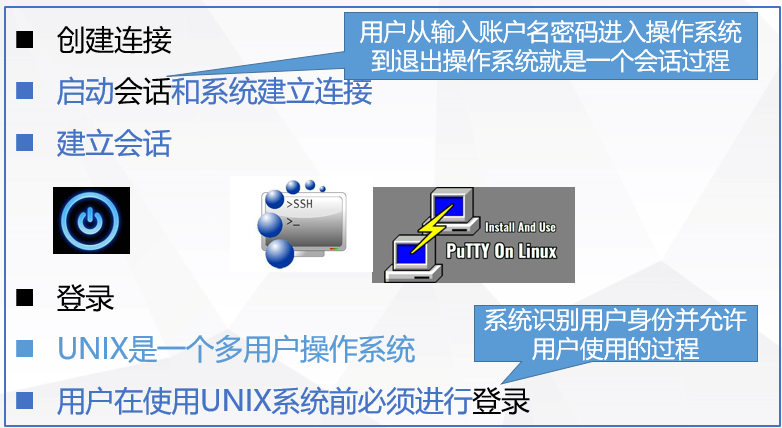 创建连接
用户从输入账户名密码进入操作系统
到退出操作系统就是一个会话过程
启动会话和系统建立连接
建立会话
>SSH
>_
Install And Use
PuTTY On Linux
登录
系统识别用户身份并允许
用户使用的过程
UNIX是一个多用户操作系统
用户在使用UNIX系统前必须进行登录